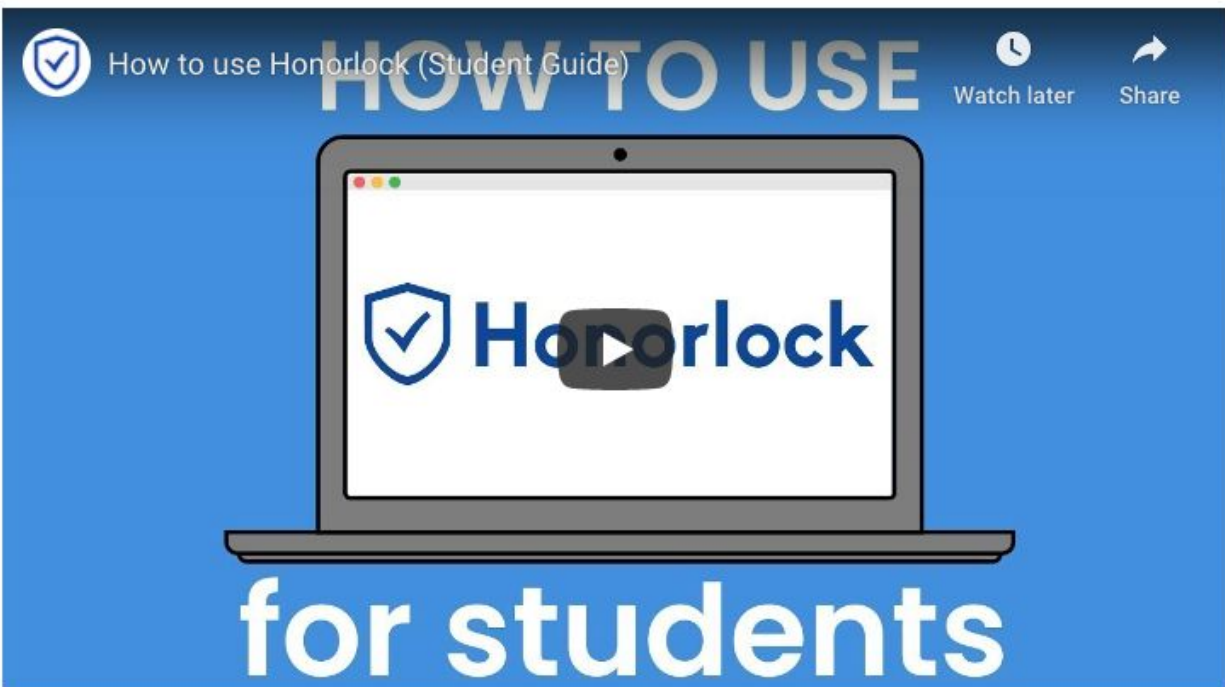 How to use Honorlock (Student Guide)
HOW TO USE
Watch later
Share
Honorlock
for students